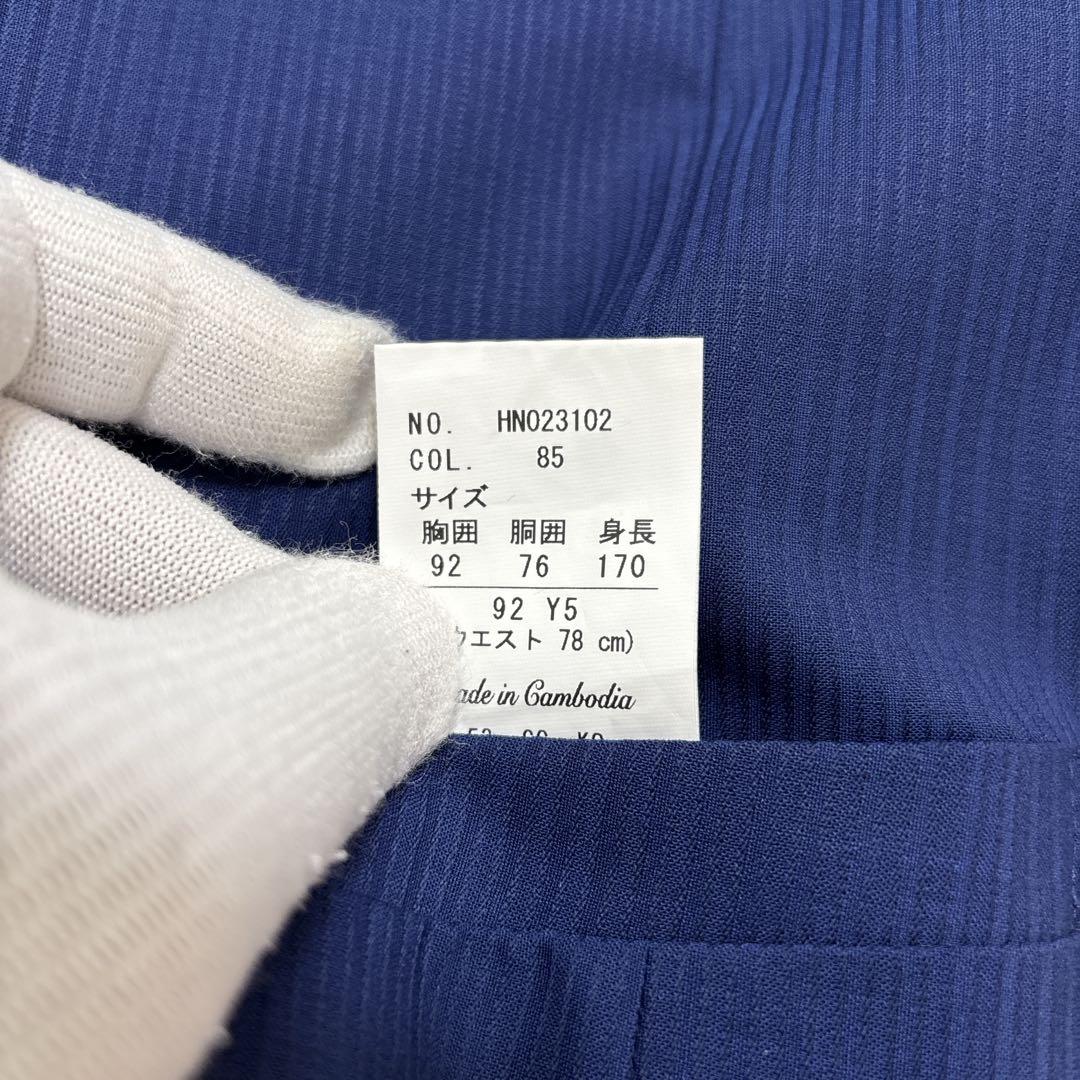 NO. HN023102
COL. 85
サイズ
胸囲 胴囲 身長
92 76 170
92 Y5
ウエスト 78 cm)
ade in Cambodia